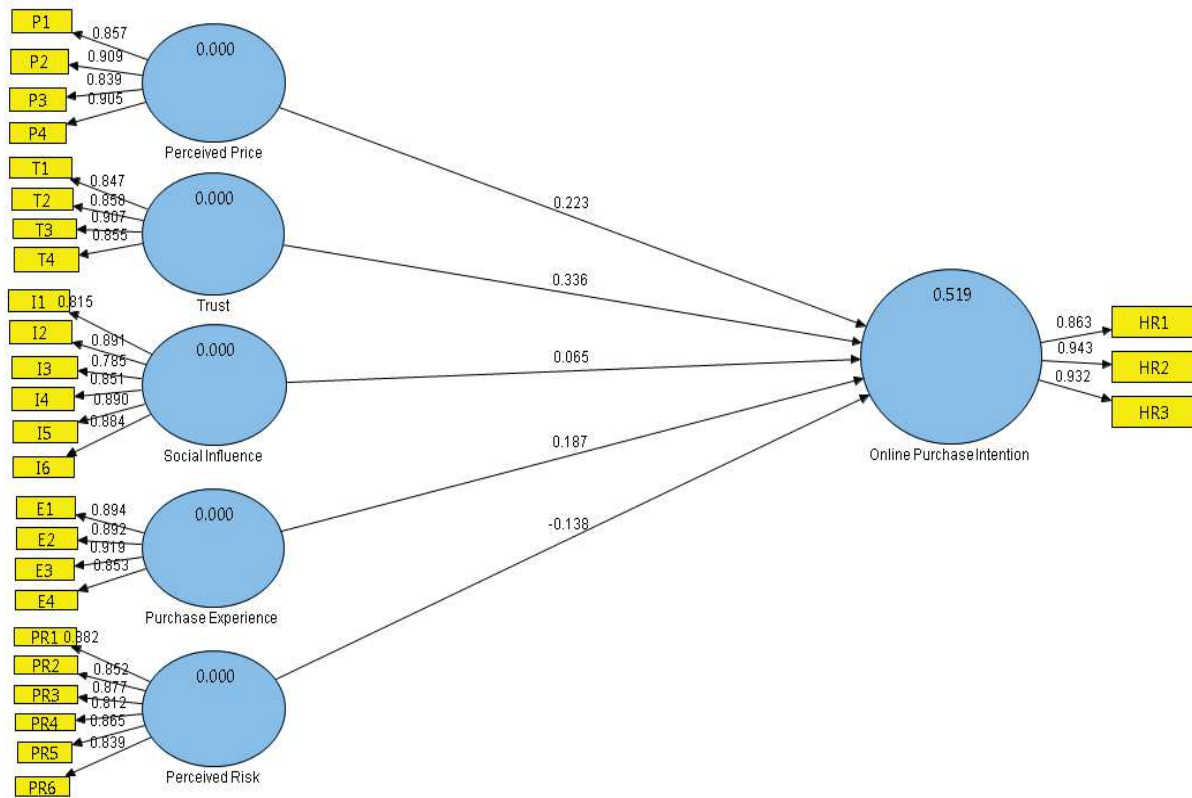 P1
0.857
P2
0.909
P3
0.839
P4
0.905
0.000
Perceived Price
T1
0.847
T2
0.858
T3
0.907
T4
0.855
0.000
Trust
I1
0.815
I2
0.891
I3
0.785
I4
0.851
I5
0.890
I6
0.884
0.000
Social Influence
E1
0.894
E2
0.892
E3
0.919
E4
0.853
0.000
Purchase Experience
PR1
0.882
PR2
0.852
PR3
0.877
PR4
0.812
PR5
0.865
PR6
0.839
0.000
Perceived Risk
0.223
0.336
0.065
0.187
-0.138
0.519
Online Purchase Intention
0.863
HR1
0.943
HR2
0.932
HR3